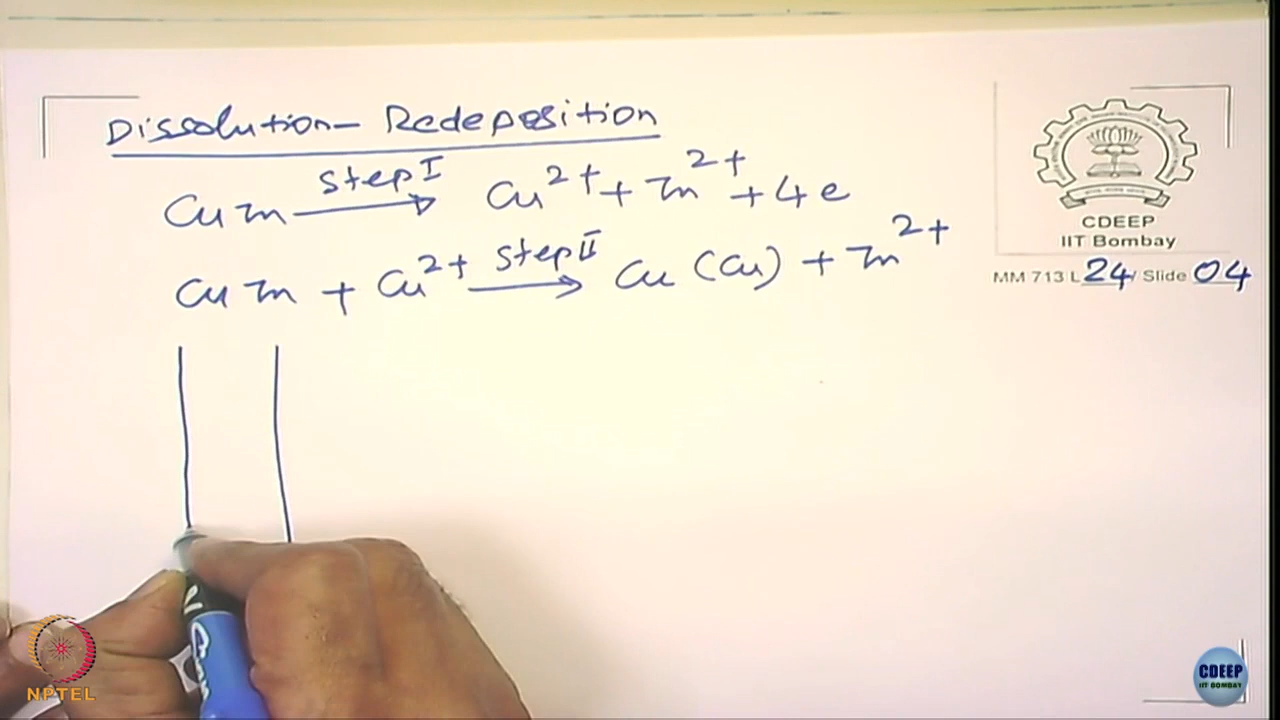 Dissolution- Redeposition
CuZn —Step I→ Cu²⁺ + Zn²⁺ + 4e
CuZn + Cu²⁺ —Step II→ Cu (Cu) + Zn²⁺
CDEEP
IIT Bombay
MM 713 L 24 / Slide 04
NPTEL
CDEEP
IIT BOMBAY